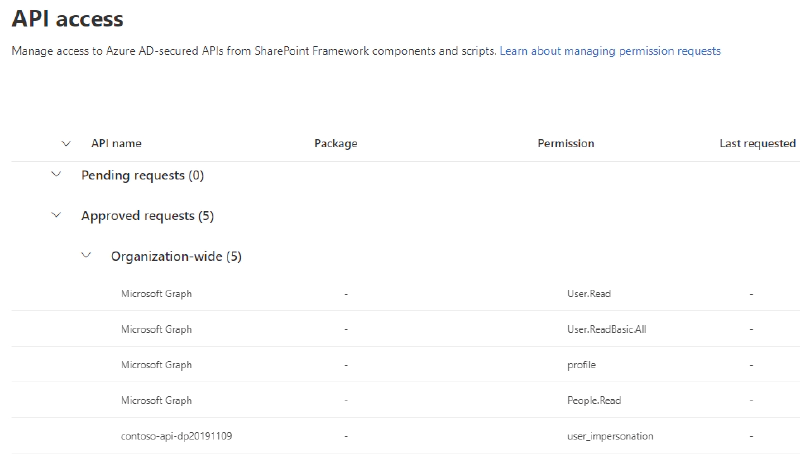 API access
Manage access to Azure AD-secured APIs from SharePoint Framework components and scripts. Learn about managing permission requests
API name Package Permission Last requested
Pending requests (0)
Approved requests (5)
Organization-wide (5)
Microsoft Graph - User.Read -
Microsoft Graph - User.ReadBasic.All -
Microsoft Graph - profile -
Microsoft Graph - People.Read -
contoso-api-dp20191109 - user_impersonation -